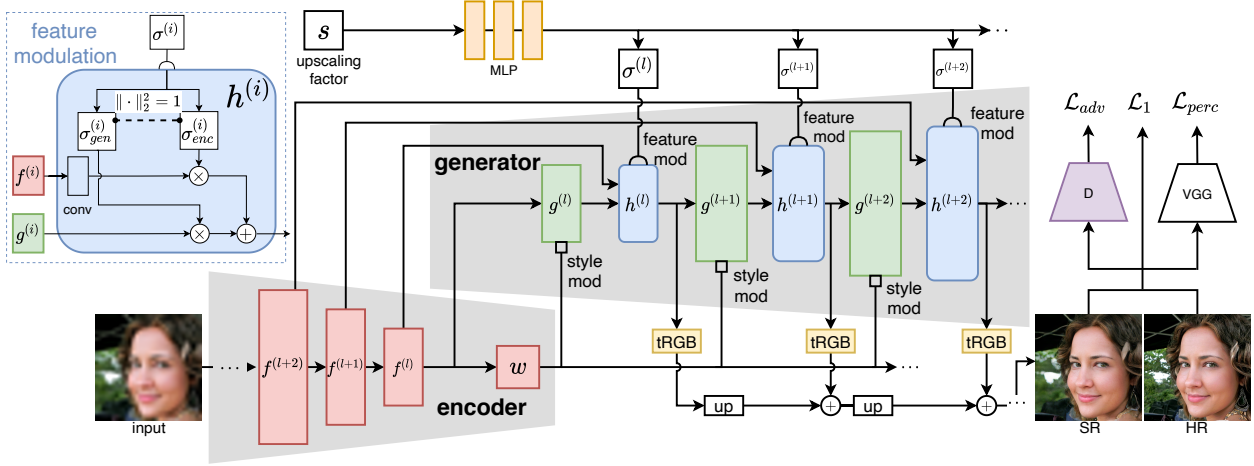 feature
modulation
σ^(i)
‖ · ‖₂² = 1
h^(i)
σ_gen^(i)
σ_enc^(i)
f^(i)
conv
×
g^(i)
×
+
s
upscaling
factor
MLP
· ·
σ^(l)
σ^(l+1)
σ^(l+2)
feature
mod
feature
mod
feature
mod
generator
g^(l)
h^(l)
g^(l+1)
h^(l+1)
g^(l+2)
h^(l+2)
···
style
mod
style
mod
style
mod
input
···
f^(l+2)
f^(l+1)
f^(l)
w
encoder
tRGB
tRGB
tRGB
···
up
+
up
+
···
ℒ_adv
ℒ_1
ℒ_perc
D
VGG
SR
HR